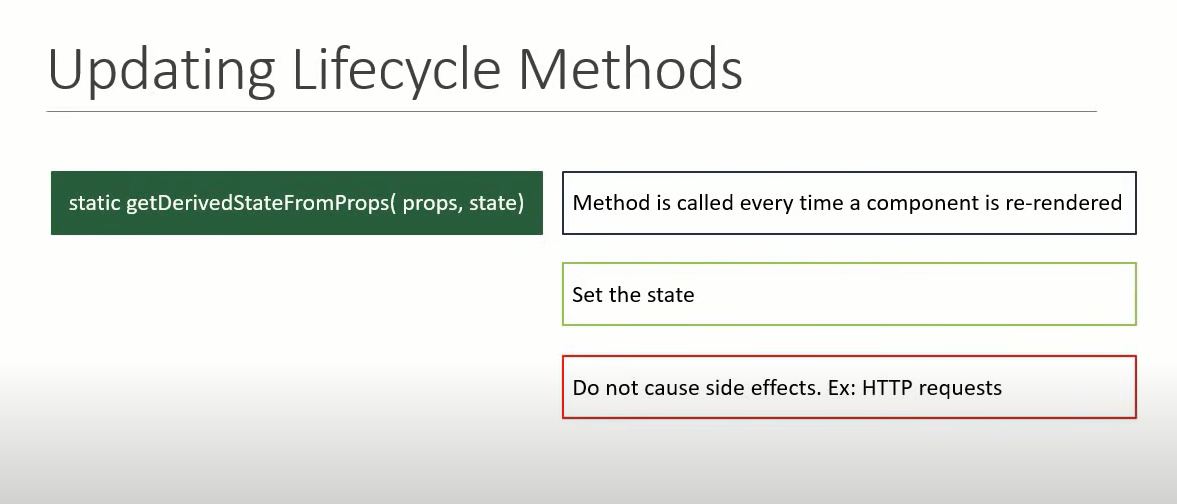 Updating Lifecycle Methods
static getDerivedStateFromProps( props, state)
Method is called every time a component is re-rendered
Set the state
Do not cause side effects. Ex: HTTP requests